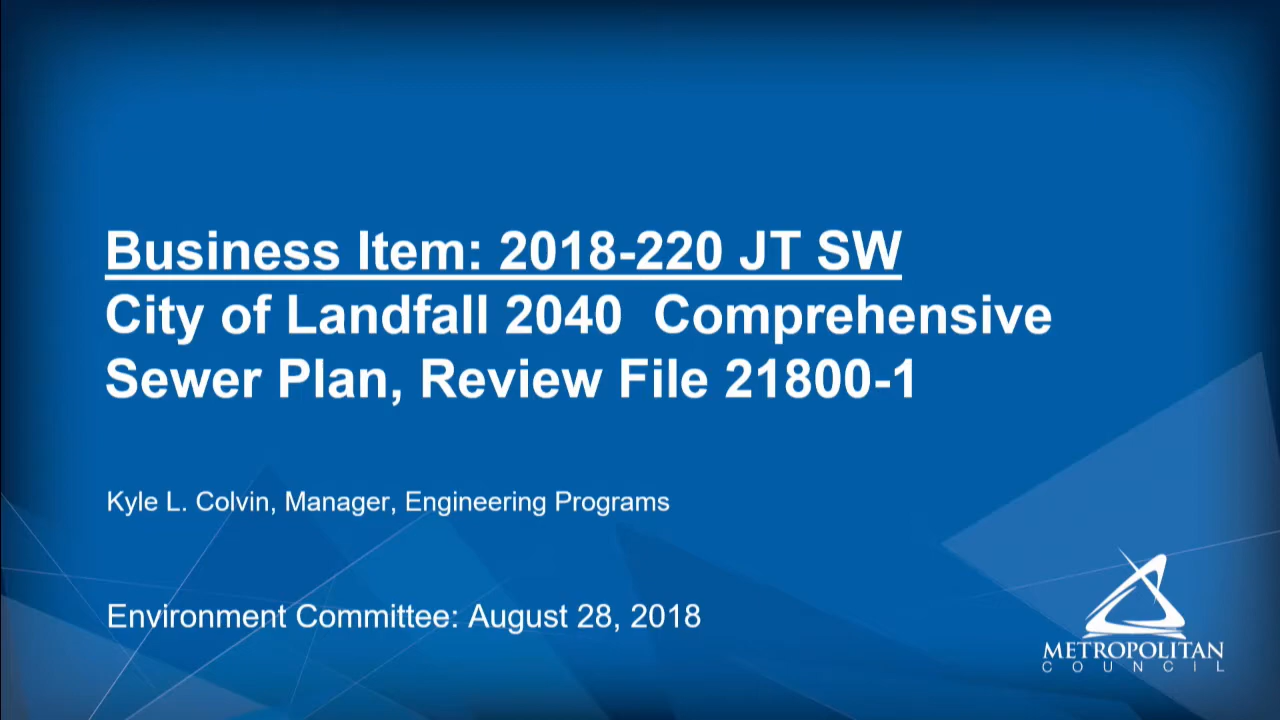 Business Item: 2018-220 JT SW
City of Landfall 2040  Comprehensive
Sewer Plan, Review File 21800-1
Kyle L. Colvin, Manager, Engineering Programs
Environment Committee: August 28, 2018
METROPOLITAN
COUNCIL